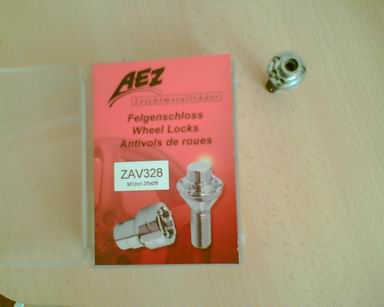 AEZ
Leichtmetallräder
Felgenschloss
Wheel Locks
Antivols de roues
ZAV328
M12x1,25x28